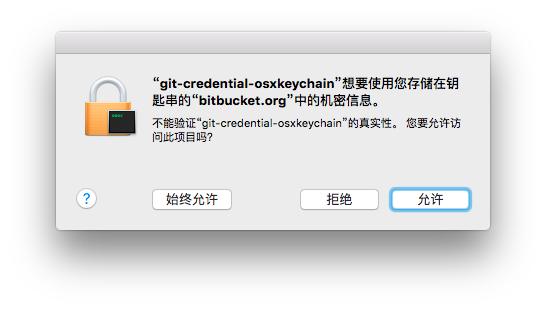 “git-credential-osxkeychain”想要使用您存储在钥
匙串的“bitbucket.org”中的机密信息。
不能验证“git-credential-osxkeychain”的真实性。 您要允许访
问此项目吗?
?
始终允许
拒绝
允许